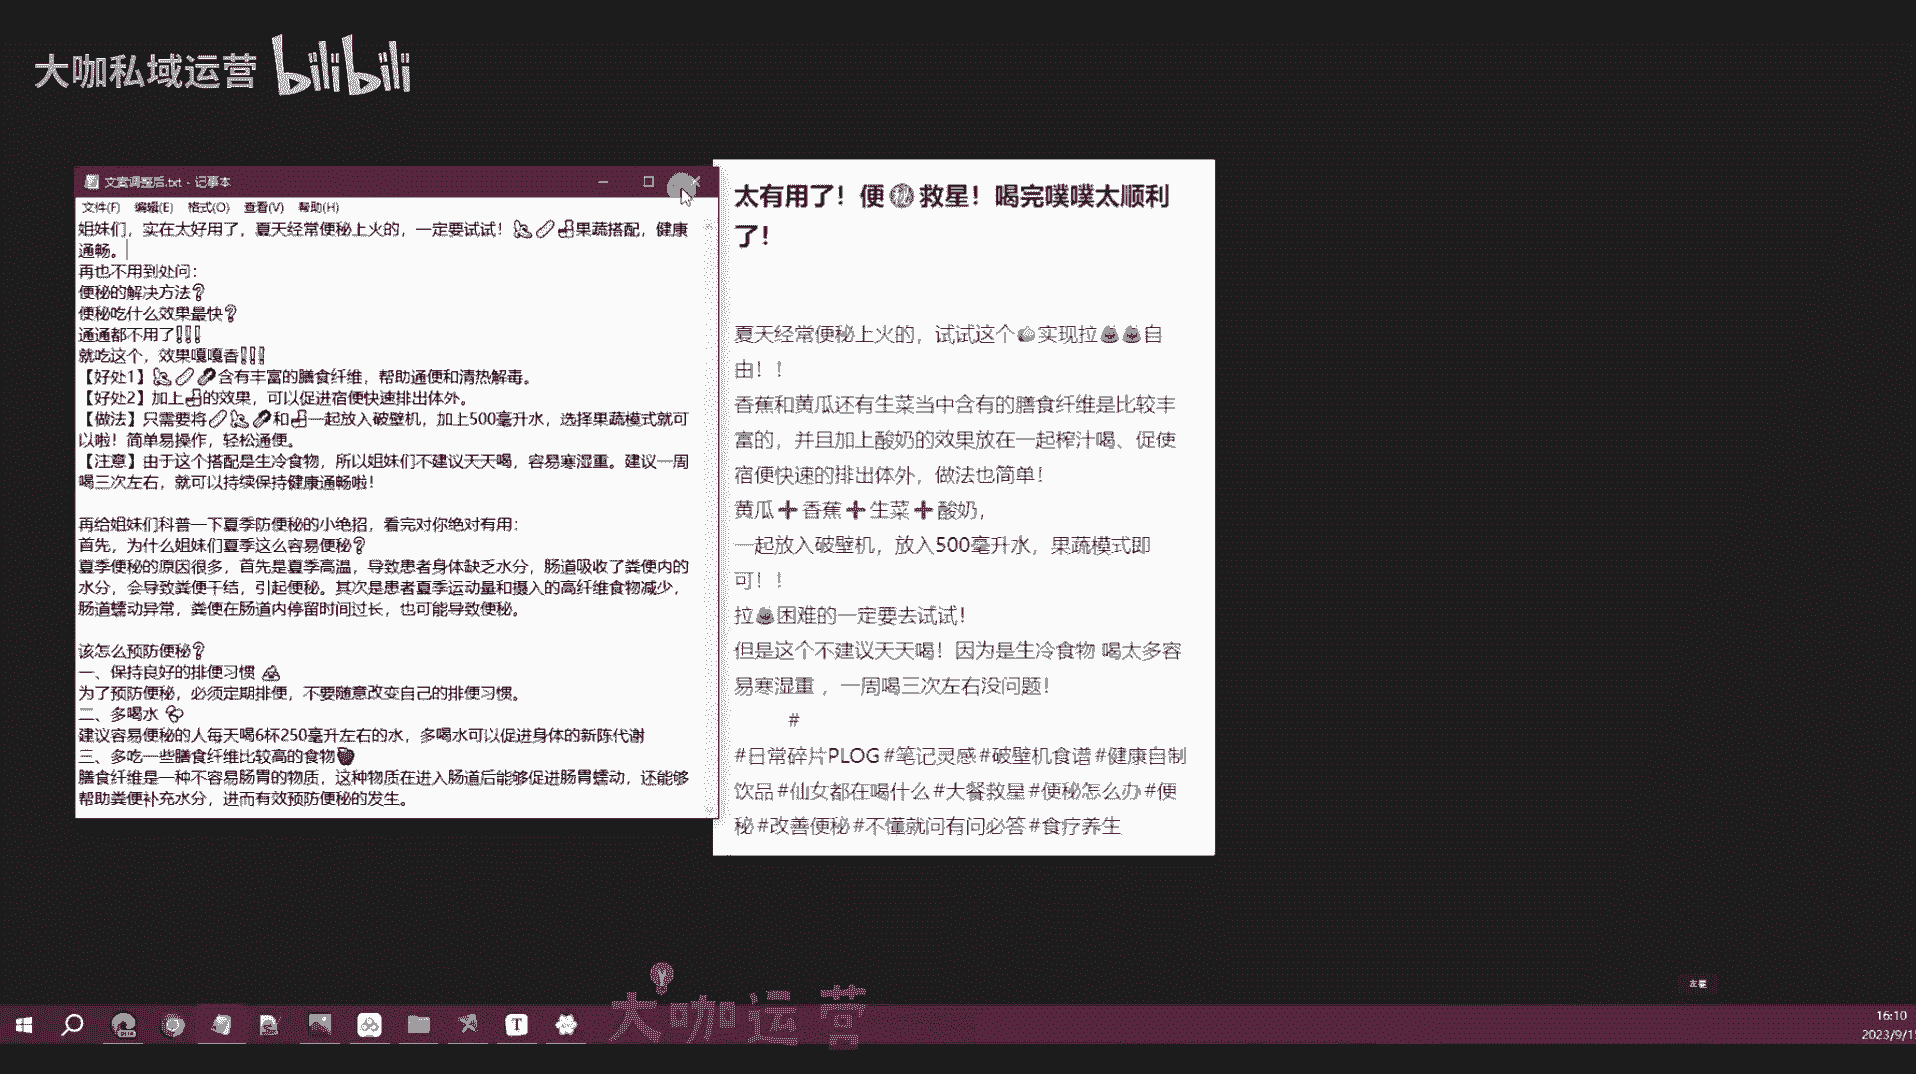 大咖私域运营 bilibili
文案调整后.txt - 记事本
文件(F) 编辑(E) 格式(O) 查看(V) 帮助(H)
姐妹们，实在太好用了，夏天经常便秘上火的，一定要试试！果蔬搭配，健康
通畅。
再也不用到处问：
便秘的解决方法❓
便秘吃什么效果最快❓
通通都不用了❗❗❗
就吃这个，效果嘎嘎香❗❗❗
【好处1】含有丰富的膳食纤维，帮助通便和清热解毒。
【好处2】加上的效果，可以促进宿便快速排出体外。
【做法】只需要将和一起放入破壁机，加上500毫升水，选择果蔬模式就可
以啦！简单易操作，轻松通便。
【注意】由于这个搭配是生冷食物，所以姐妹们不建议天天喝，容易寒湿重。建议一周
喝三次左右，就可以持续保持健康通畅啦！
再给姐妹们科普一下夏季防便秘的小绝招，看完对你绝对有用：
首先，为什么姐妹们夏季这么容易便秘❓
夏季便秘的原因很多，首先是夏季高温，导致患者身体缺乏水分，肠道吸收了粪便内的
水分，会导致粪便干结，引起便秘。其次是患者夏季运动量和摄入的高纤维食物减少，
肠道蠕动异常，粪便在肠道内停留时间过长，也可能导致便秘。
该怎么预防便秘❓
一、保持良好的排便习惯
为了预防便秘，必须定期排便，不要随意改变自己的排便习惯。
二、多喝水
建议容易便秘的人每天喝6杯250毫升左右的水，多喝水可以促进身体的新陈代谢
三、多吃一些膳食纤维比较高的食物
膳食纤维是一种不容易肠胃的物质，这种物质在进入肠道后能够促进肠胃蠕动，还能够
帮助粪便补充水分，进而有效预防便秘的发生。
太有用了！便㊙救星！喝完噗噗太顺利
了！
夏天经常便秘上火的，试试这个实现拉💩💩自
由！！
香蕉和黄瓜还有生菜当中含有的膳食纤维是比较丰
富的，并且加上酸奶的效果放在一起榨汁喝、促使
宿便快速的排出体外，做法也简单！
黄瓜➕香蕉➕生菜➕酸奶，
一起放入破壁机，放入500毫升水，果蔬模式即
可！！
拉💩困难的一定要去试试！
但是这个不建议天天喝！因为是生冷食物 喝太多容
易寒湿重 ，一周喝三次左右没问题！
#
#日常碎片PLOG#笔记灵感#破壁机食谱#健康自制
饮品#仙女都在喝什么#大餐救星#便秘怎么办#便
秘#改善便秘#不懂就问有问必答#食疗养生
大咖运营
T
16:10
2023/9/1